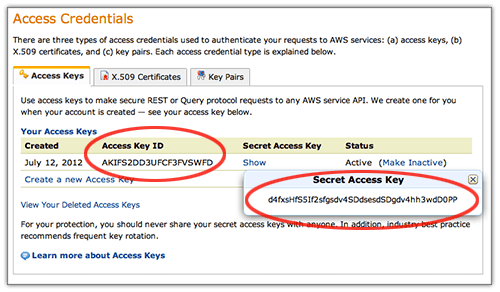 Access Credentials
There are three types of access credentials used to authenticate your requests to AWS services: (a) access keys, (b)
X.509 certificates, and (c) key pairs. Each access credential type is explained below.
Access Keys
X.509 Certificates
Key Pairs
Use access keys to make secure REST or Query protocol requests to any AWS service API. We create one for you
when your account is created — see your access key below.
Your Access Keys
Created Access Key ID Secret Access Key Status
July 12, 2012 AKIFS2DD3UFCF3FVSWFD Show Active (Make Inactive)
Create a new Access Key
Secret Access Key
d4fxsHfS5If2sfgsdv4SDdsesdSDgdv4hh3wdD0PP
View Your Deleted Access Keys
For your protection, you should never share your secret access keys with anyone. In addition, industry best practice
recommends frequent key rotation.
Learn more about Access Keys